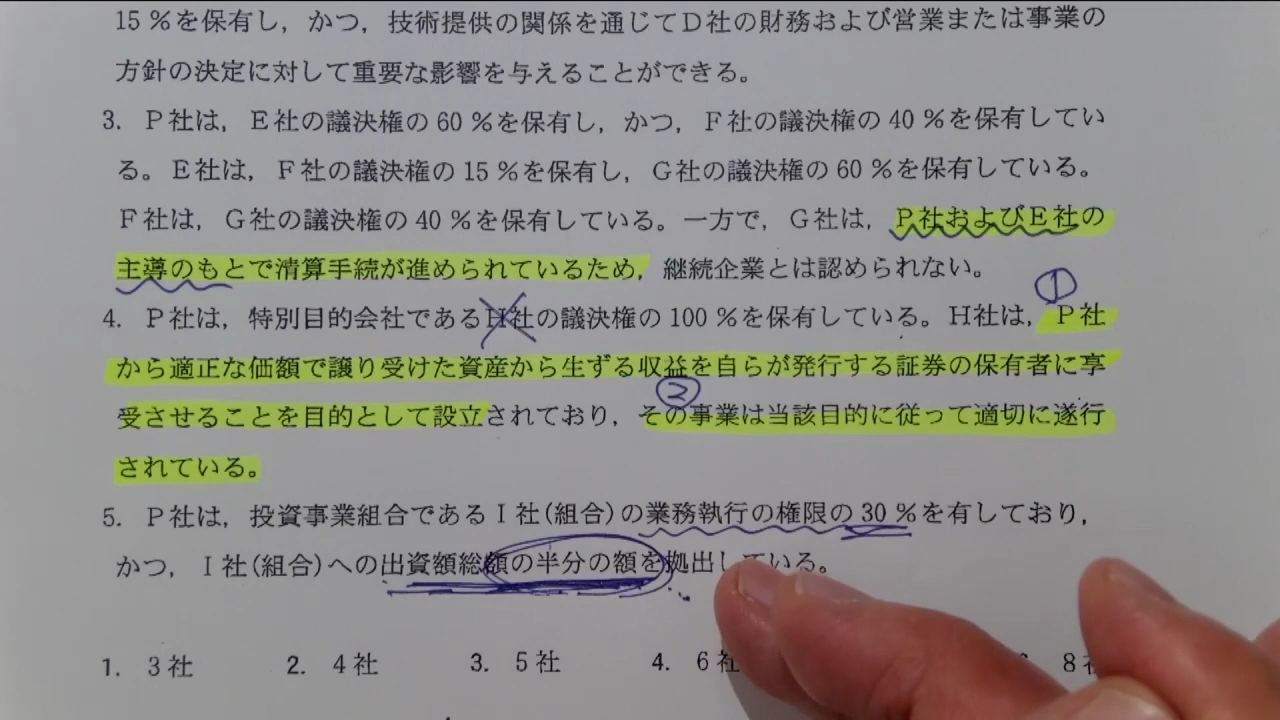 15 %を保有し，かつ，技術提供の関係を通じてD社の財務および営業または事業の
方針の決定に対して重要な影響を与えることができる。
3. P社は，E社の議決権の 60 %を保有し，かつ，F社の議決権の 40 %を保有してい
る。E社は，F社の議決権の 15 %を保有し，G社の議決権の 60 %を保有している。
F社は，G社の議決権の 40 %を保有している。一方で，G社は，P社およびE社の
主導のもとで清算手続が進められているため，継続企業とは認められない。
①
4. P社は，特別目的会社であるH社の議決権の 100 %を保有している。H社は，P社
から適正な価額で譲り受けた資産から生ずる収益を自らが発行する証券の保有者に享
②
受させることを目的として設立されており，その事業は当該目的に従って適切に遂行
されている。
5. P社は，投資事業組合であるI社(組合)の業務執行の権限の 30 %を有しており，
かつ，I社(組合)への出資額総額の半分の額を拠出している。
1. 3社 2. 4社 3. 5社 4. 6社 8